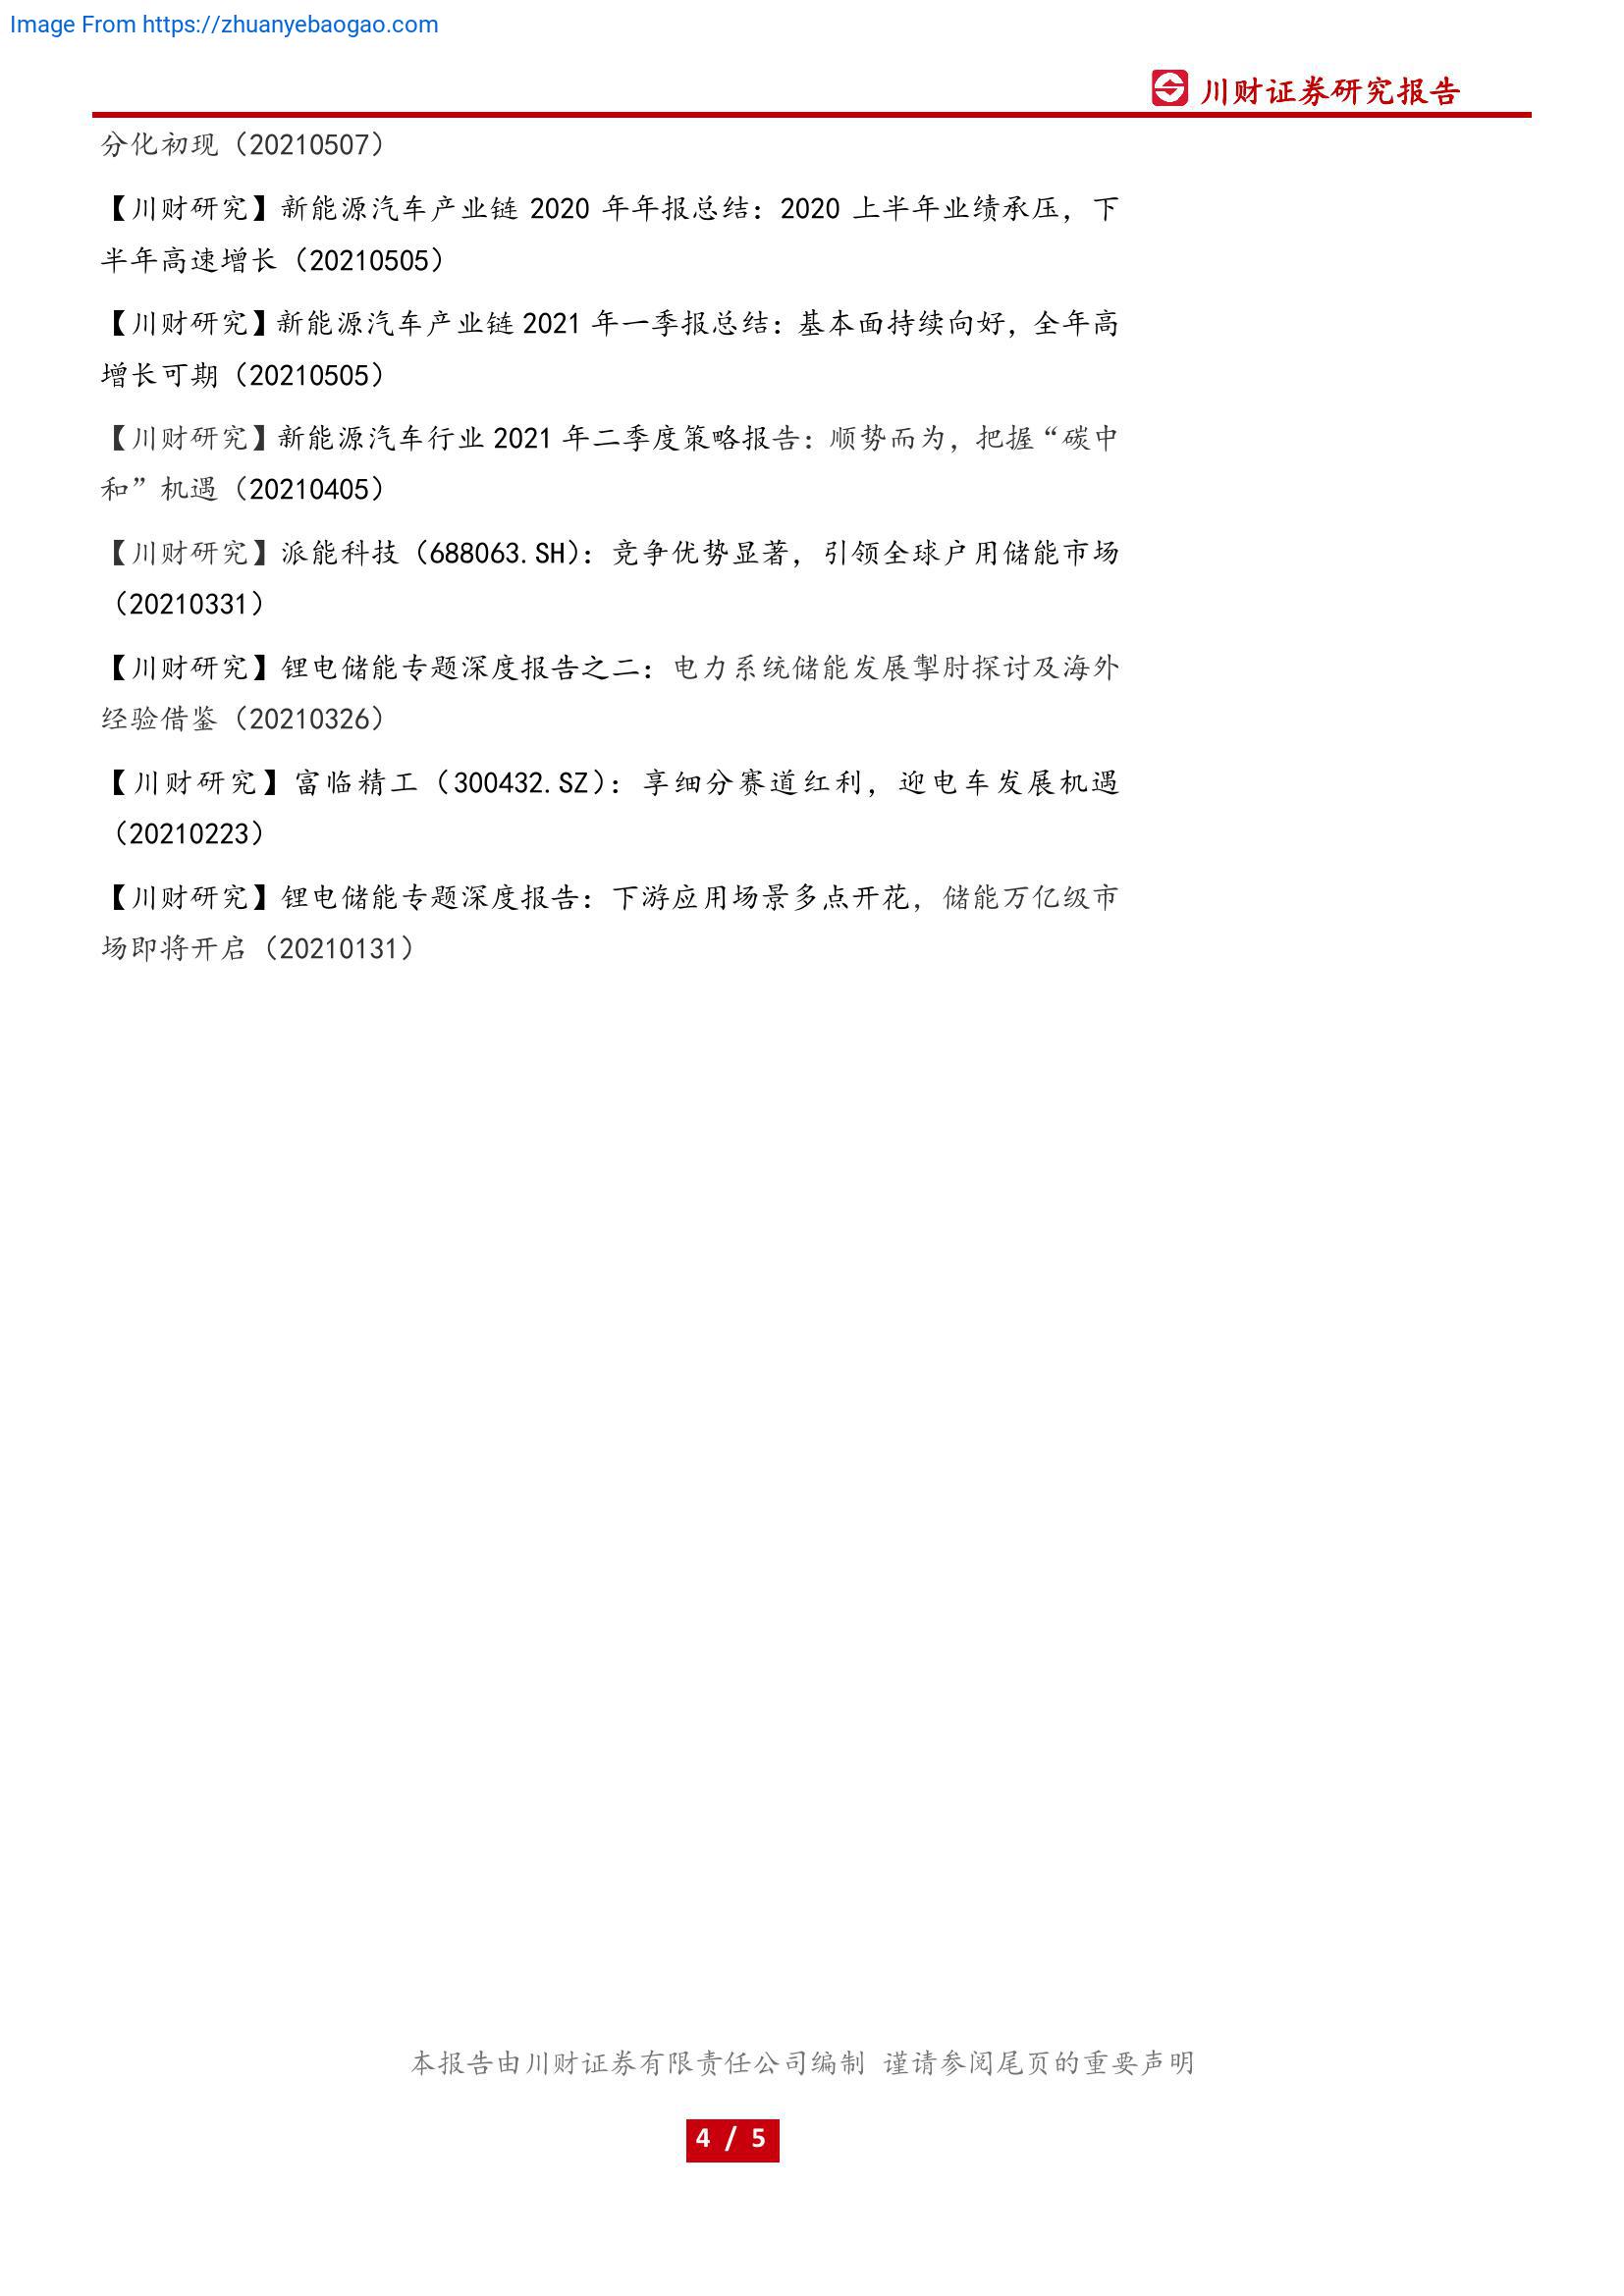 Image From https://zhuanyebaogao.com
川财证券研究报告
分化初现（20210507）
【川财研究】新能源汽车产业链 2020 年年报总结：2020 上半年业绩承压，下
半年高速增长（20210505）
【川财研究】新能源汽车产业链 2021 年一季报总结：基本面持续向好，全年高
增长可期（20210505）
【川财研究】新能源汽车行业 2021 年二季度策略报告：顺势而为，把握“碳中
和”机遇（20210405）
【川财研究】派能科技（688063.SH）：竞争优势显著，引领全球户用储能市场
（20210331）
【川财研究】锂电储能专题深度报告之二：电力系统储能发展掣肘探讨及海外
经验借鉴（20210326）
【川财研究】富临精工（300432.SZ）：享细分赛道红利，迎电车发展机遇
（20210223）
【川财研究】锂电储能专题深度报告：下游应用场景多点开花，储能万亿级市
场即将开启（20210131）
本报告由川财证券有限责任公司编制 谨请参阅尾页的重要声明
4 / 5